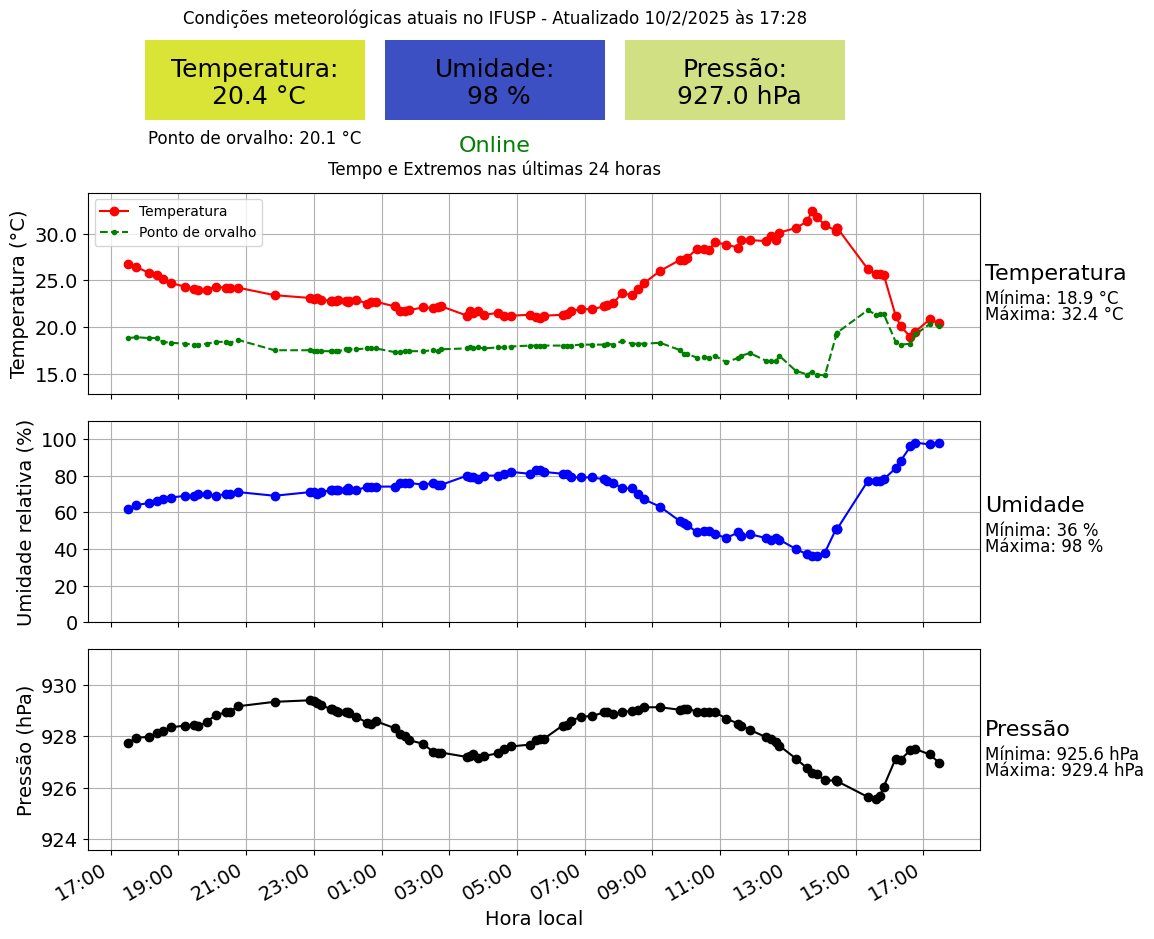 Condições meteorológicas atuais no IFUSP - Atualizado 10/2/2025 às 17:28
Temperatura:
20.4 °C
Umidade:
98 %
Pressão:
927.0 hPa
Ponto de orvalho: 20.1 °C
Online
Tempo e Extremos nas últimas 24 horas
Temperatura (°C)
30.0
25.0
20.0
15.0
Temperatura
Ponto de orvalho
Temperatura
Mínima: 18.9 °C
Máxima: 32.4 °C
Umidade relativa (%)
100
80
60
40
20
0
Umidade
Mínima: 36 %
Máxima: 98 %
Pressão (hPa)
930
928
926
924
Pressão
Mínima: 925.6 hPa
Máxima: 929.4 hPa
17:00 19:00 21:00 23:00 01:00 03:00 05:00 07:00 09:00 11:00 13:00 15:00 17:00
Hora local